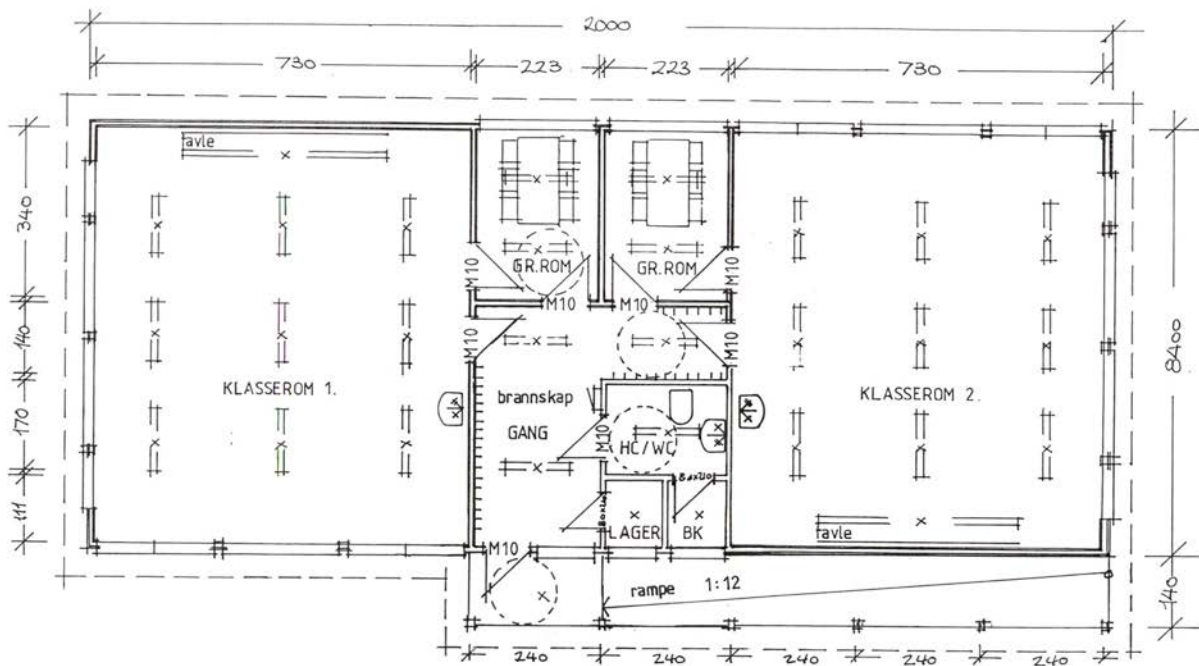 2000
730
223
223
730
avle
340
GR.ROM
GR.ROM
M10
M10
M10
M10
140
M10
M10
8400
KLASSEROM 1.
brannskap
KLASSEROM 2.
170
GANG
M10
HC/WC
111
LAGER
BK
avle
M10
rampe 1:12
140
240
240
240
240
240